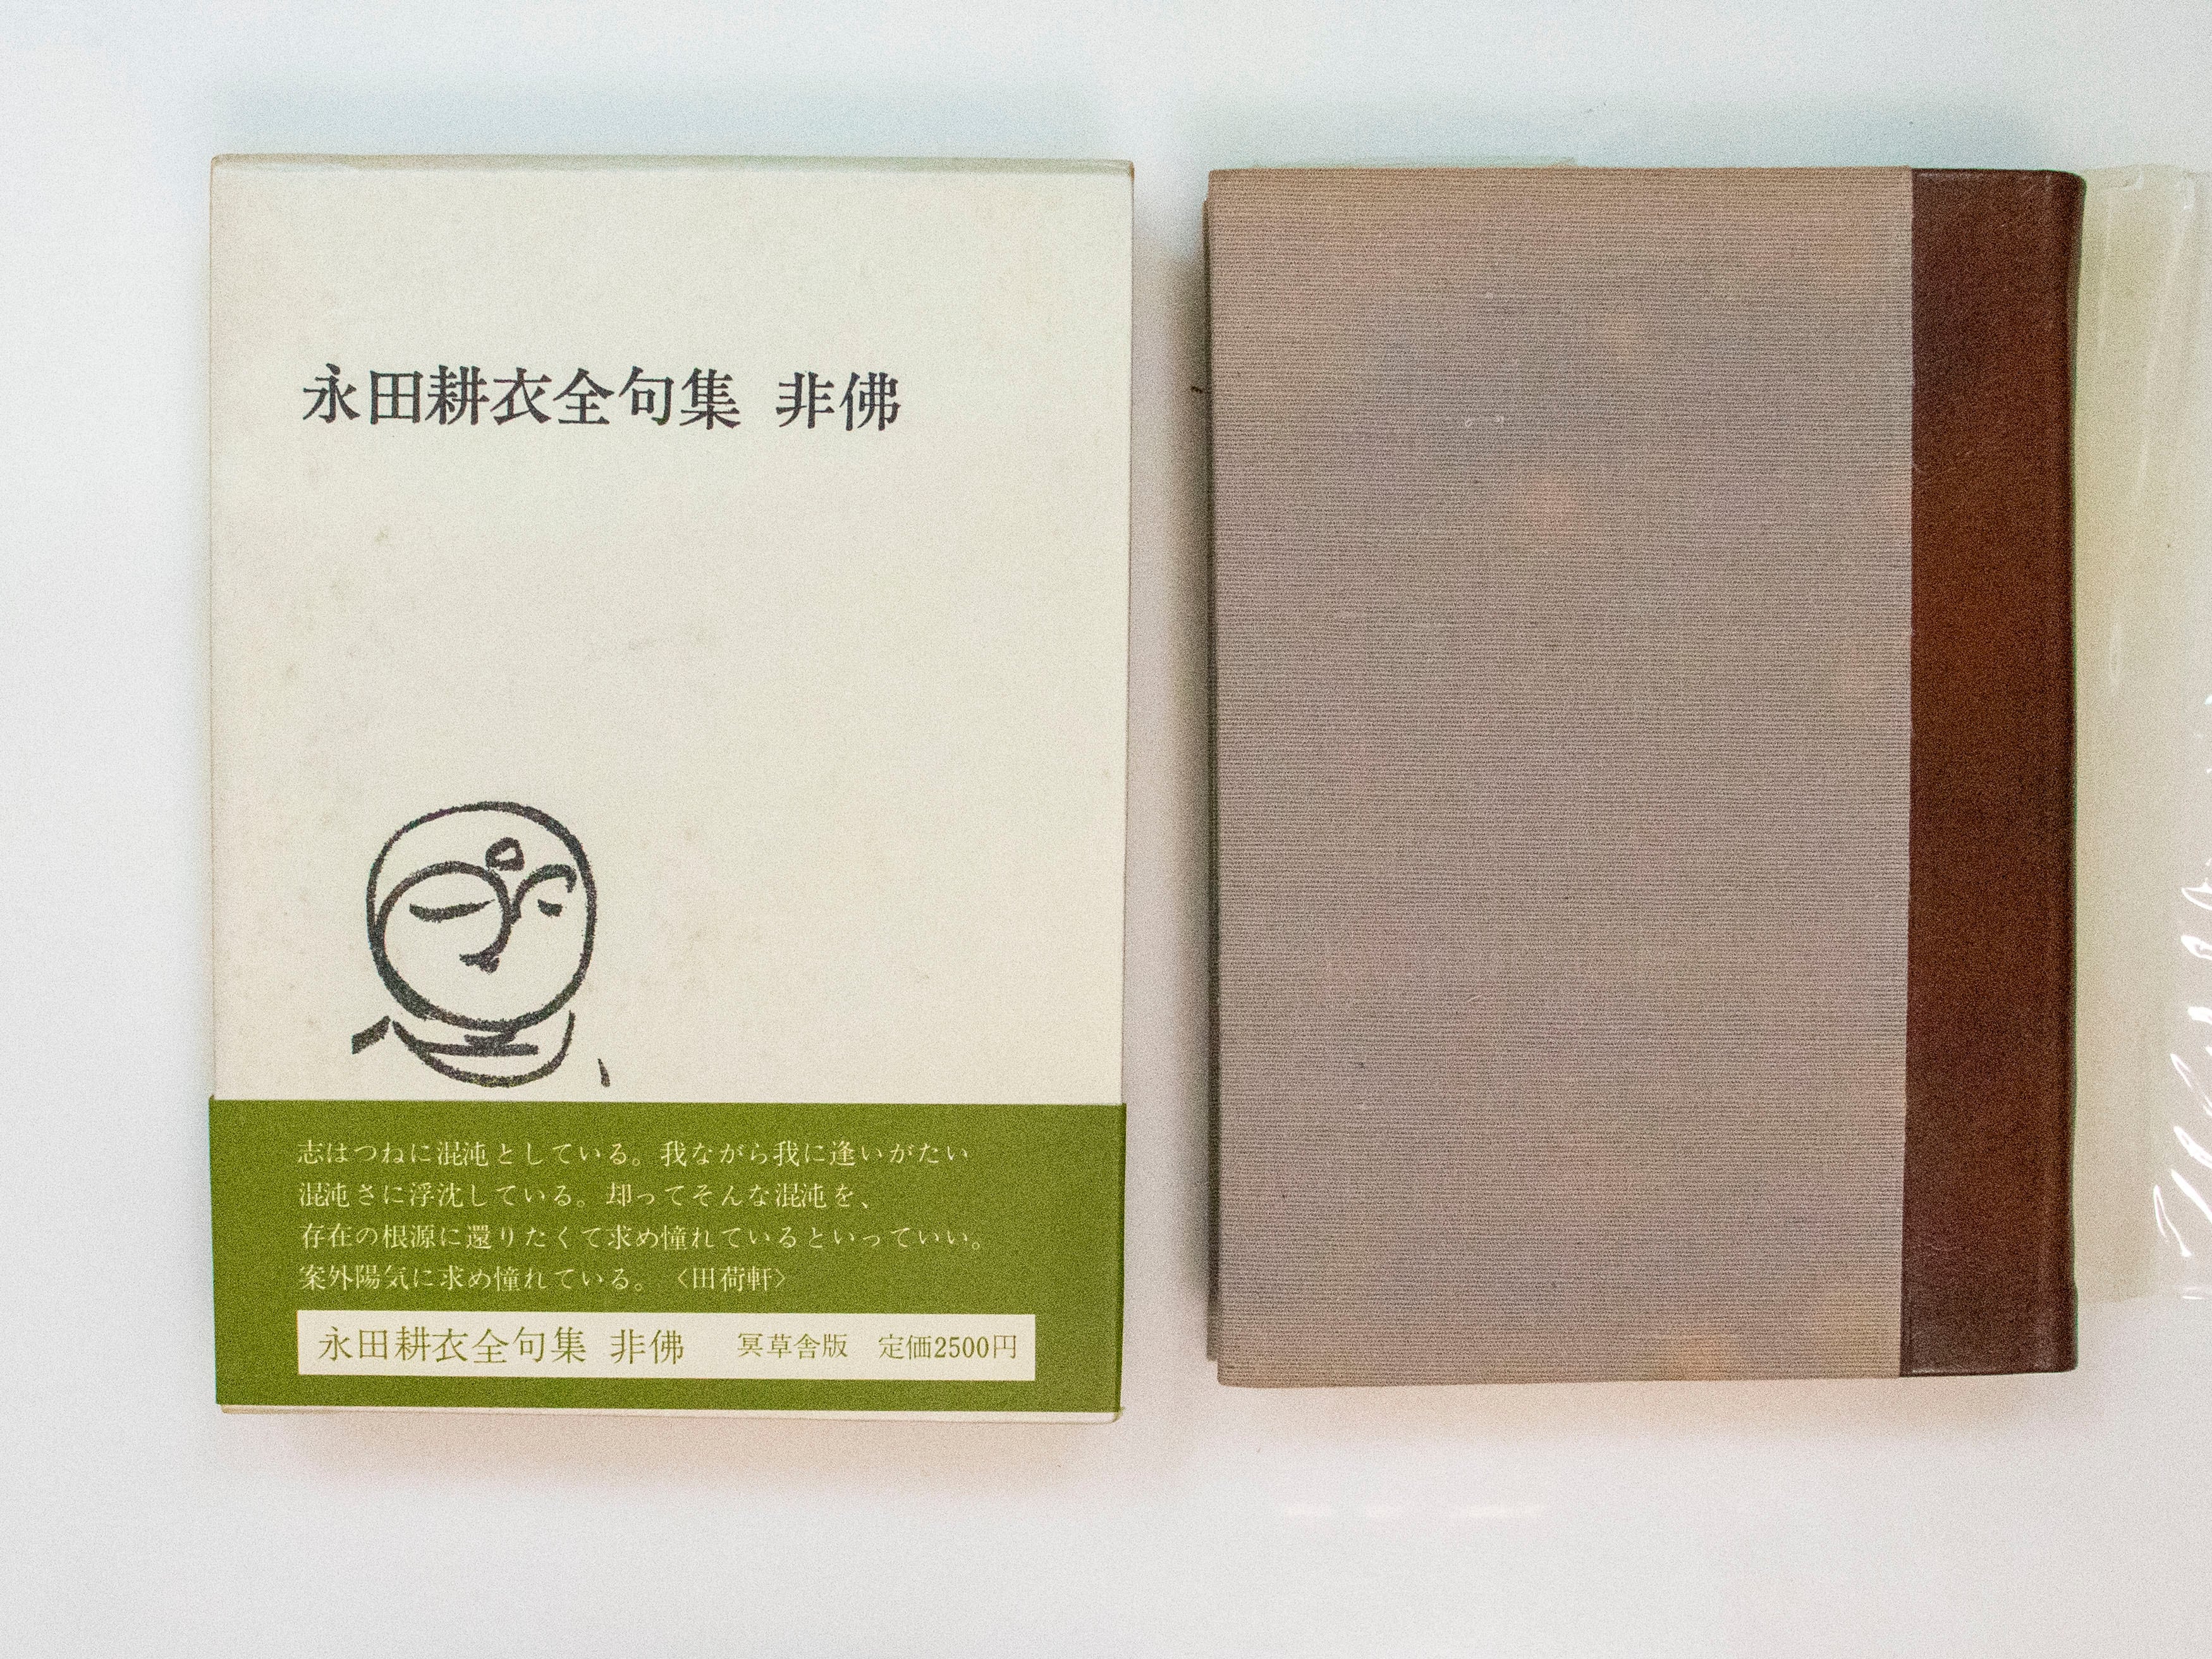 永田耕衣全句集 非佛
志はつねに混沌としている。我ながら我に逢いがたい
混沌さに浮沈している。却ってそんな混沌を、
存在の根源に還りたくて求め憧れているといっていい。
案外陽気に求め憧れている。〈田荷軒〉
永田耕衣全句集 非佛 冥草舎版 定価2500円